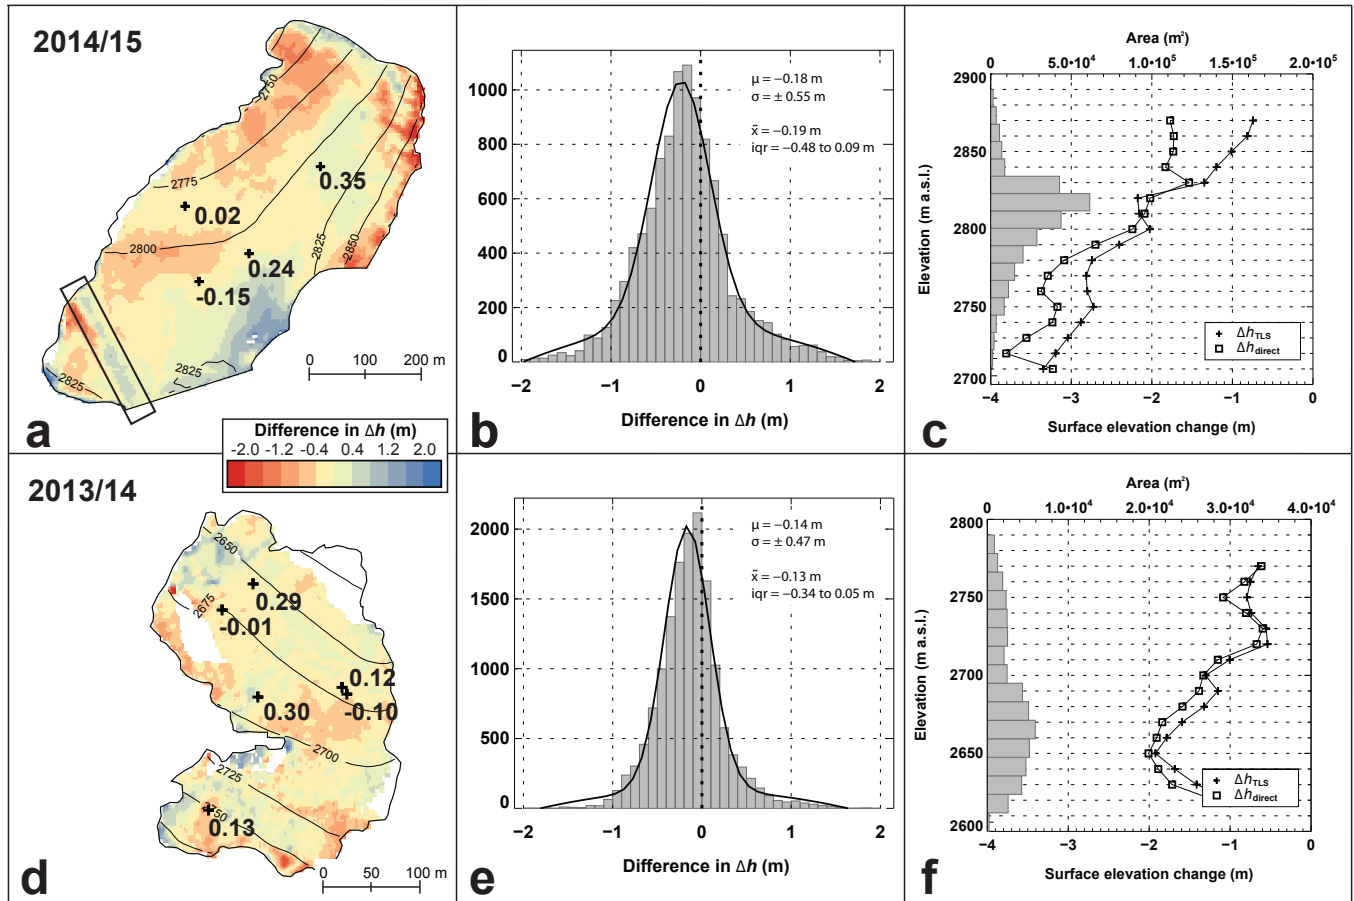 2014/15
2750
2775
2800
2825
2850
0.35
0.02
0.24
-0.15
2825
2825
0 100 200 m
a
Difference in Δh (m)
-2.0 -1.2 -0.4 0.4 1.2 2.0
1000
800
600
400
200
0
μ = −0.18 m
σ = ± 0.55 m
x̃ = −0.19 m
iqr = −0.48 to 0.09 m
−2 −1 0 1 2
Difference in Δh (m)
b
Area (m²)
0 5.0•10⁴ 1.0•10⁵ 1.5•10⁵ 2.0•10⁵
2900
2850
2800
2750
2700
Elevation (m a.s.l.)
Δh TLS
Δh direct
−4 −3 −2 −1 0
Surface elevation change (m)
c
2013/14
2650
2675
0.29
-0.01
0.12
-0.10
0.30
2700
2725
2750
0.13
0 50 100 m
d
2000
1500
1000
500
0
μ = −0.14 m
σ = ± 0.47 m
x̃ = −0.13 m
iqr = −0.34 to 0.05 m
−2 −1 0 1 2
Difference in Δh (m)
e
Area (m²)
0 1.0•10⁴ 2.0•10⁴ 3.0•10⁴ 4.0•10⁴
2800
2750
2700
2650
2600
Elevation (m a.s.l.)
Δh TLS
Δh direct
−4 −3 −2 −1 0
Surface elevation change (m)
f